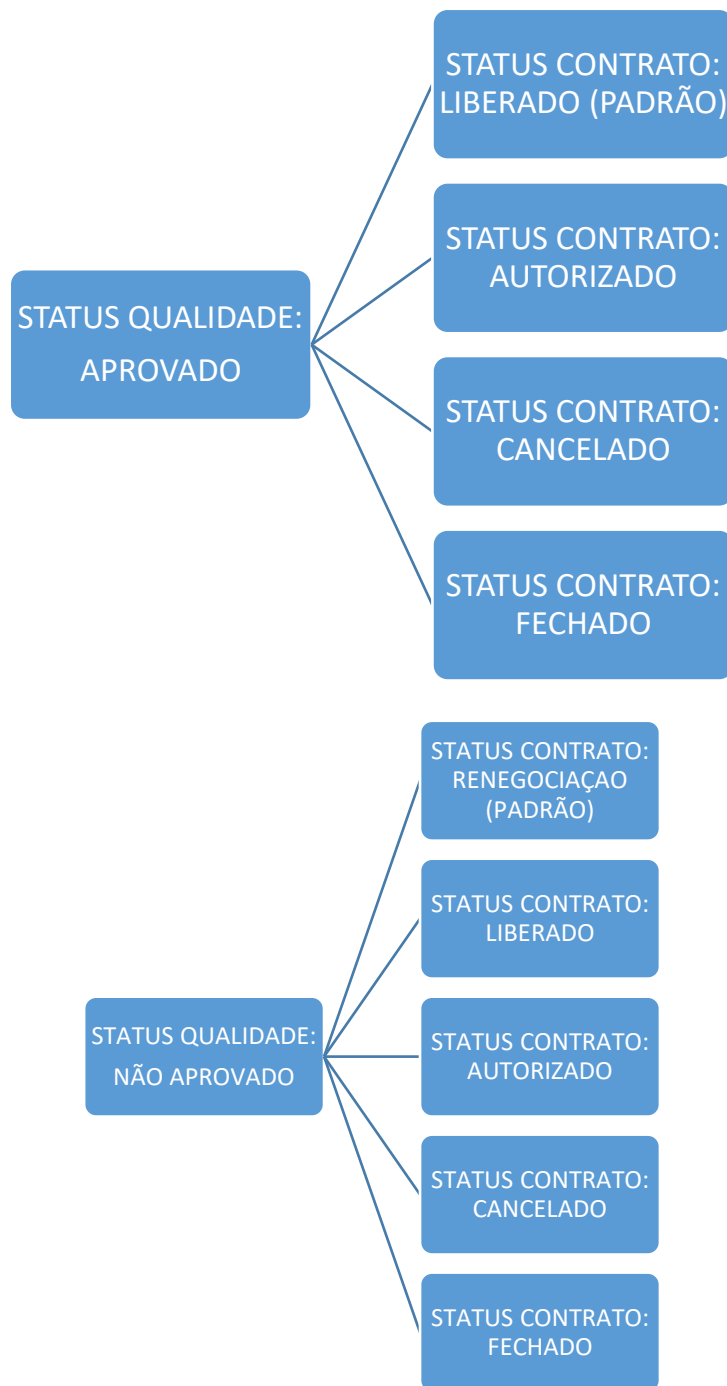 STATUS CONTRATO:
LIBERADO (PADRÃO)
STATUS CONTRATO:
AUTORIZADO
STATUS QUALIDADE:
APROVADO
STATUS CONTRATO:
CANCELADO
STATUS CONTRATO:
FECHADO
STATUS CONTRATO:
RENEGOCIAÇAO
(PADRÃO)
STATUS CONTRATO:
LIBERADO
STATUS QUALIDADE:
NÃO APROVADO
STATUS CONTRATO:
AUTORIZADO
STATUS CONTRATO:
CANCELADO
STATUS CONTRATO:
FECHADO